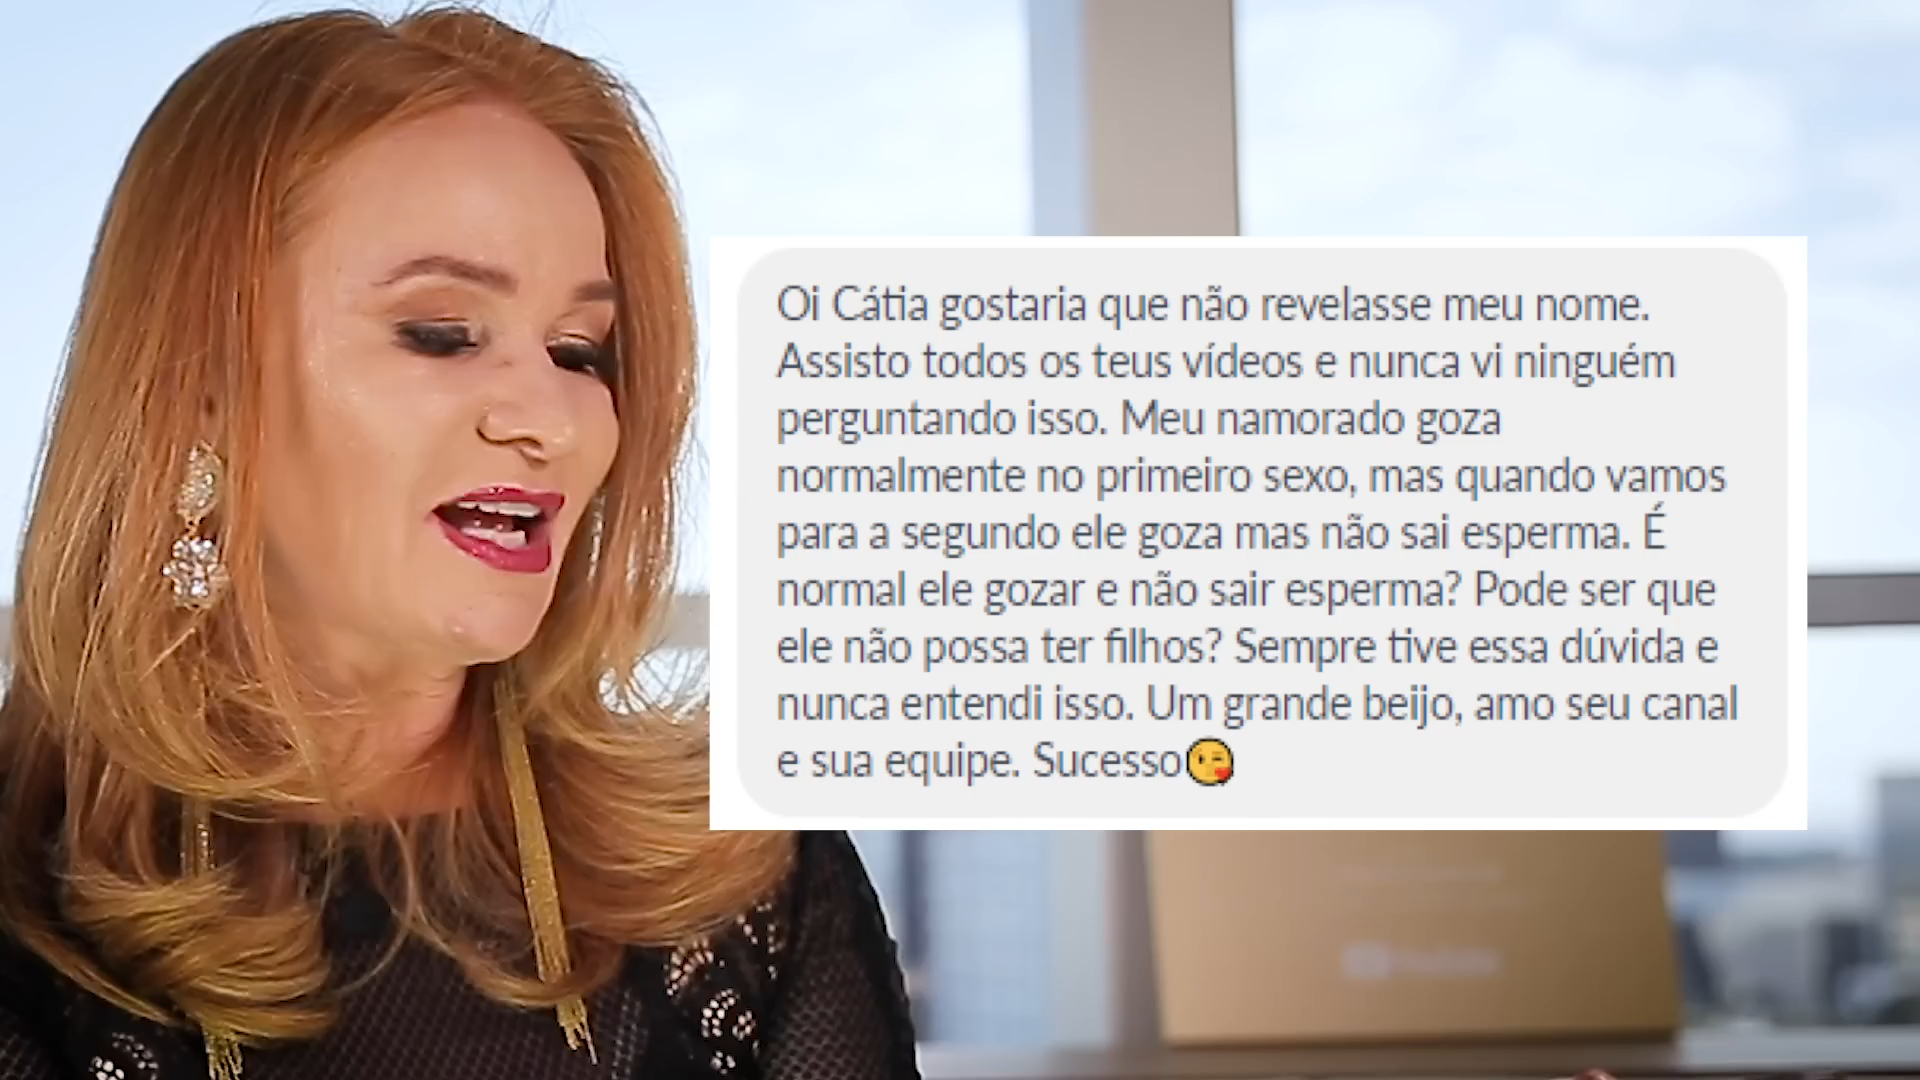 Oi Cátia gostaria que não revelasse meu nome.
Assisto todos os teus vídeos e nunca vi ninguém
perguntando isso. Meu namorado goza
normalmente no primeiro sexo, mas quando vamos
para a segundo ele goza mas não sai esperma. É
normal ele gozar e não sair esperma? Pode ser que
ele não possa ter filhos? Sempre tive essa dúvida e
nunca entendi isso. Um grande beijo, amo seu canal
e sua equipe. Sucesso😘